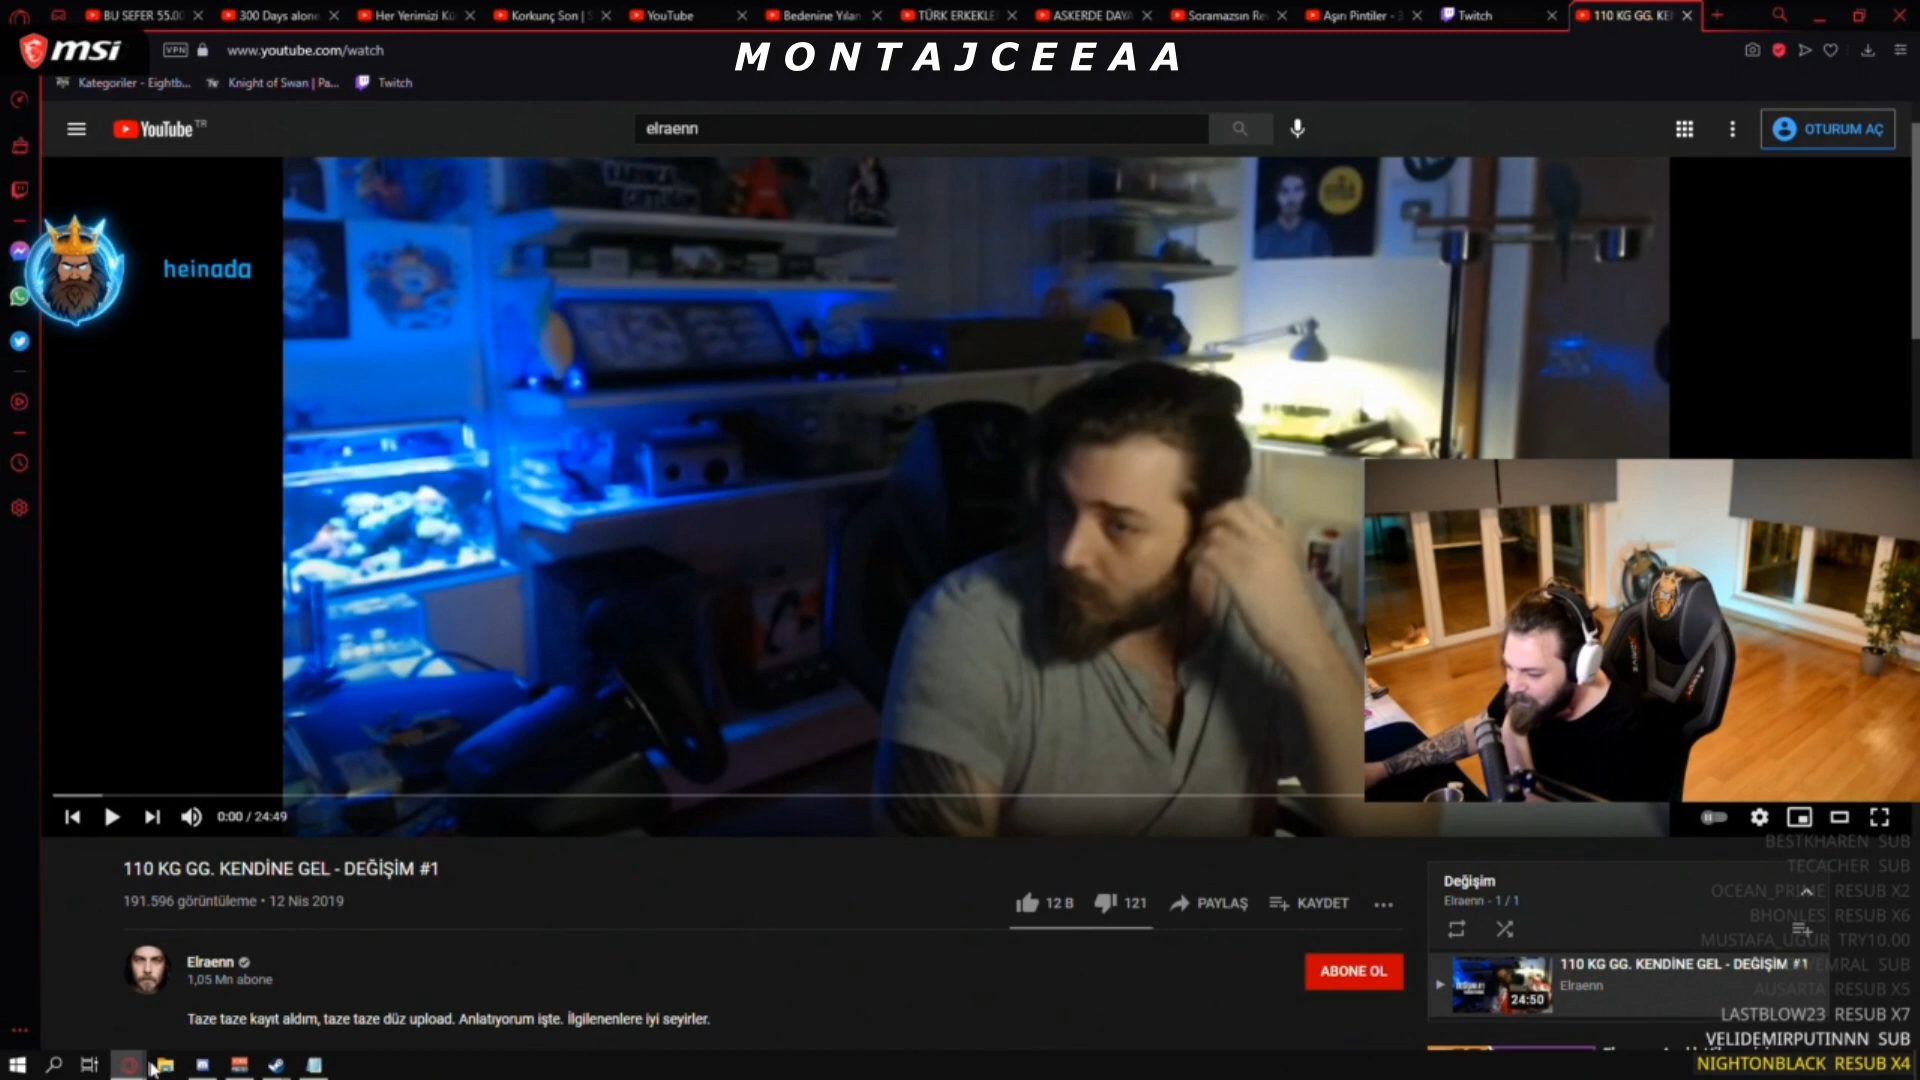 BU SEFER 55.00
300 Days alone
Her Yerimizi Kü
Korkunç Son | S
YouTube
Bedenine Yılan
TÜRK ERKEKLE
ASKERDE DAYA
Soramazsın Re
Aşırı Pintiler - 3
Twitch
110 KG GG. KE
msi
VPN
www.youtube.com/watch
MONTAJCEEAA
Kategoriler - Eightb...
Knight of Swan | Pa...
Twitch
YouTube TR
elraenn
OTURUM AÇ
heinada
0:00 / 24:49
110 KG GG. KENDİNE GEL - DEĞİŞİM #1
191.596 görüntüleme • 12 Nis 2019
12 B
121
PAYLAŞ
KAYDET
Elraenn
1,05 Mn abone
ABONE OL
Taze taze kayıt aldım, taze taze düz upload. Anlatıyorum işte. İlgilenenlere iyi seyirler.
Değişim
Elraenn - 1 / 1
110 KG GG. KENDİNE GEL - DEĞİŞİM #1
Elraenn
24:50
BESTKHAREN SUB
TECACHER SUB
OCEAN_PRIME RESUB X2
BHONLES RESUB X6
MUSTAFA_UGUR TRY10.00
SUB
AUSARTA RESUB X5
LASTBLOW23 RESUB X7
VELIDEMIRPUTINNN SUB
NIGHTONBLACK RESUB X4